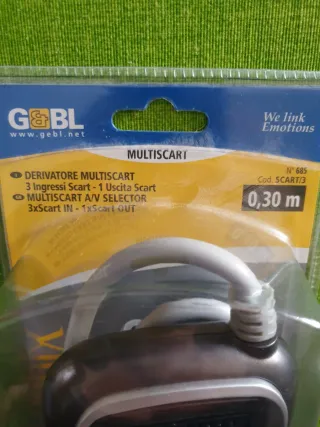 G&BL
www.gebl.net
We link
Emotions
MULTISCART
DERIVATORE MULTISCART
3 Ingressi Scart - 1 Uscita Scart
MULTISCART A/V SELECTOR
3xScart IN - 1xScart OUT
N° 605
Cod. SCART/3
0,30 m